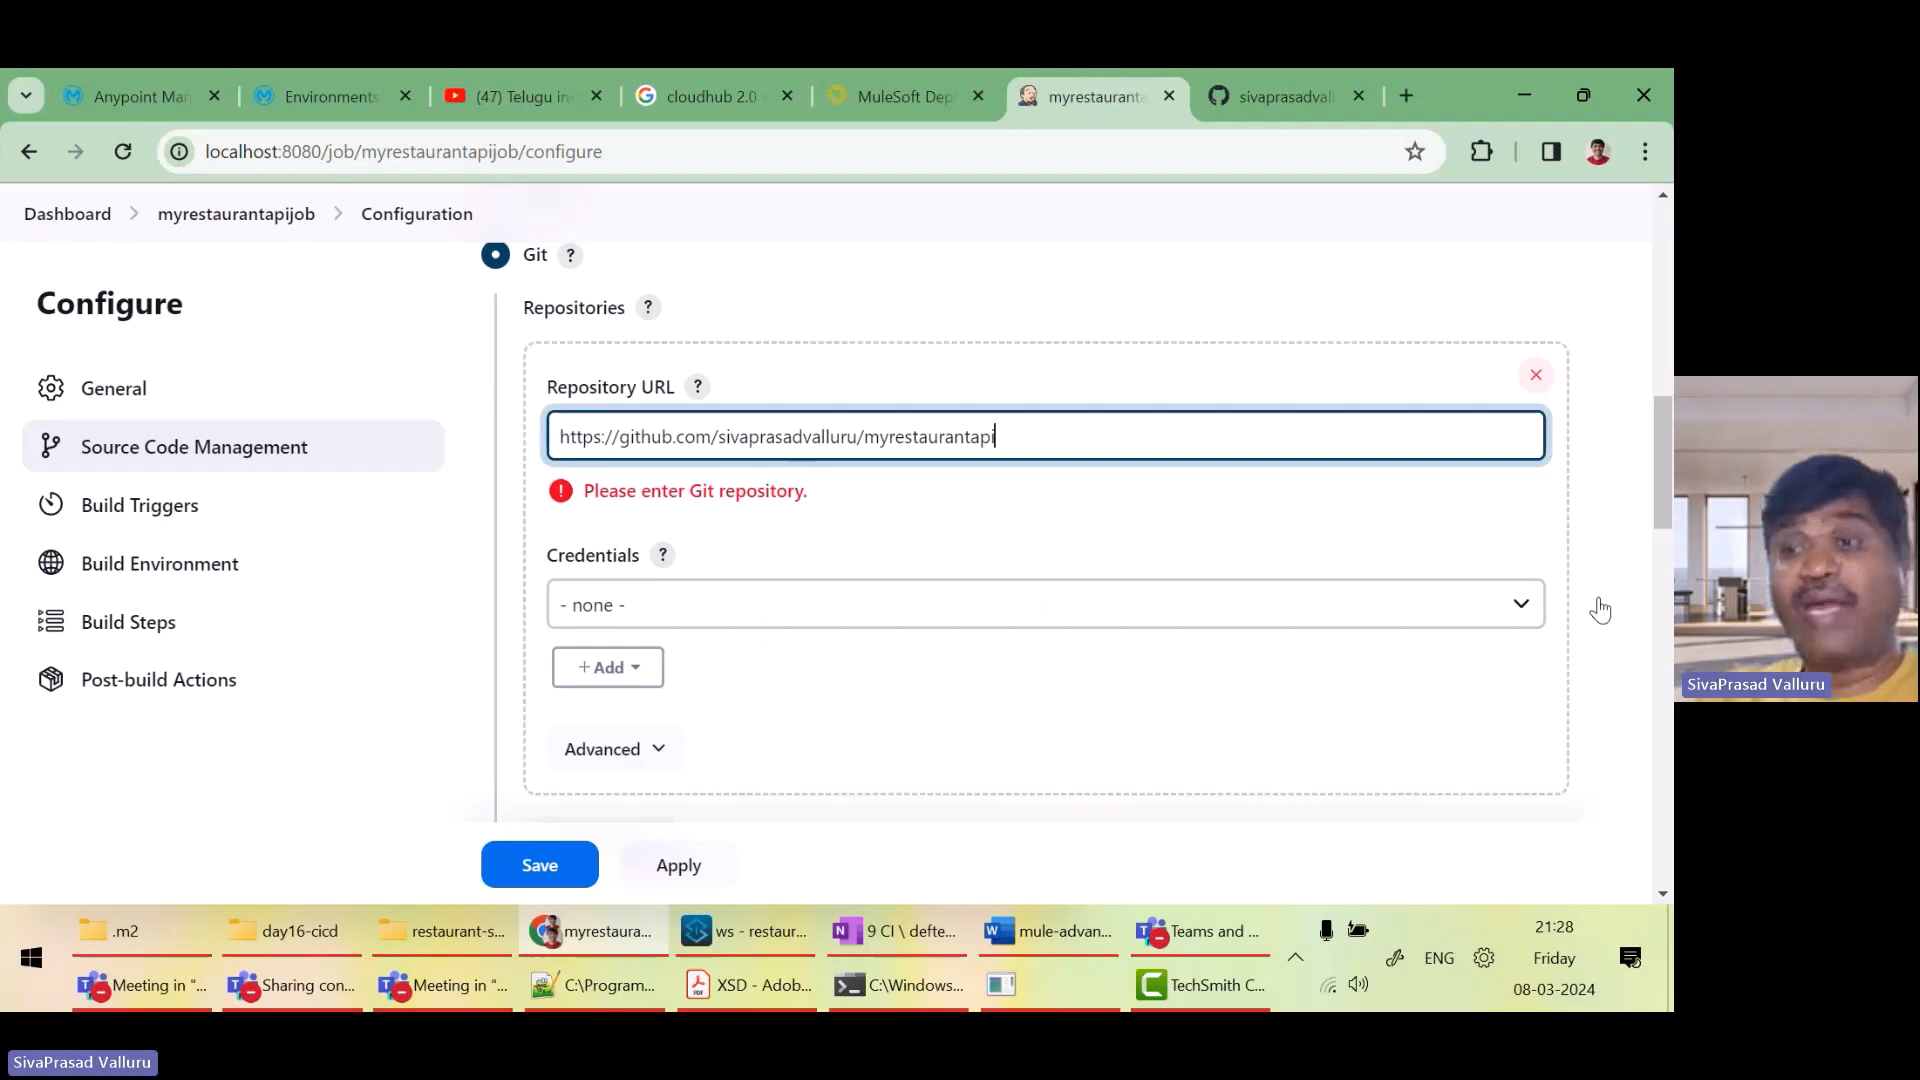 Anypoint Man
Environments
(47) Telugu in
cloudhub 2.0
MuleSoft Dep
myrestauranta
sivaprasadvall
localhost:8080/job/myrestaurantapijob/configure
Dashboard
myrestaurantapijob
Configuration
Git ?
Configure
Repositories ?
General
Repository URL ?
Source Code Management
https://github.com/sivaprasadvalluru/myrestaurantapi
Please enter Git repository.
Build Triggers
Credentials ?
Build Environment
- none -
Build Steps
+ Add
Post-build Actions
SivaPrasad Valluru
Advanced
Save
Apply
.m2
day16-cicd
restaurant-s...
myrestaura...
ws - restaur...
9 CI \ defte...
mule-advan...
Teams and ...
21:28
ENG
Friday
Meeting in "...
Sharing con...
Meeting in "...
C:\Program...
XSD - Adob...
C:\Windows...
TechSmith C...
08-03-2024
SivaPrasad Valluru